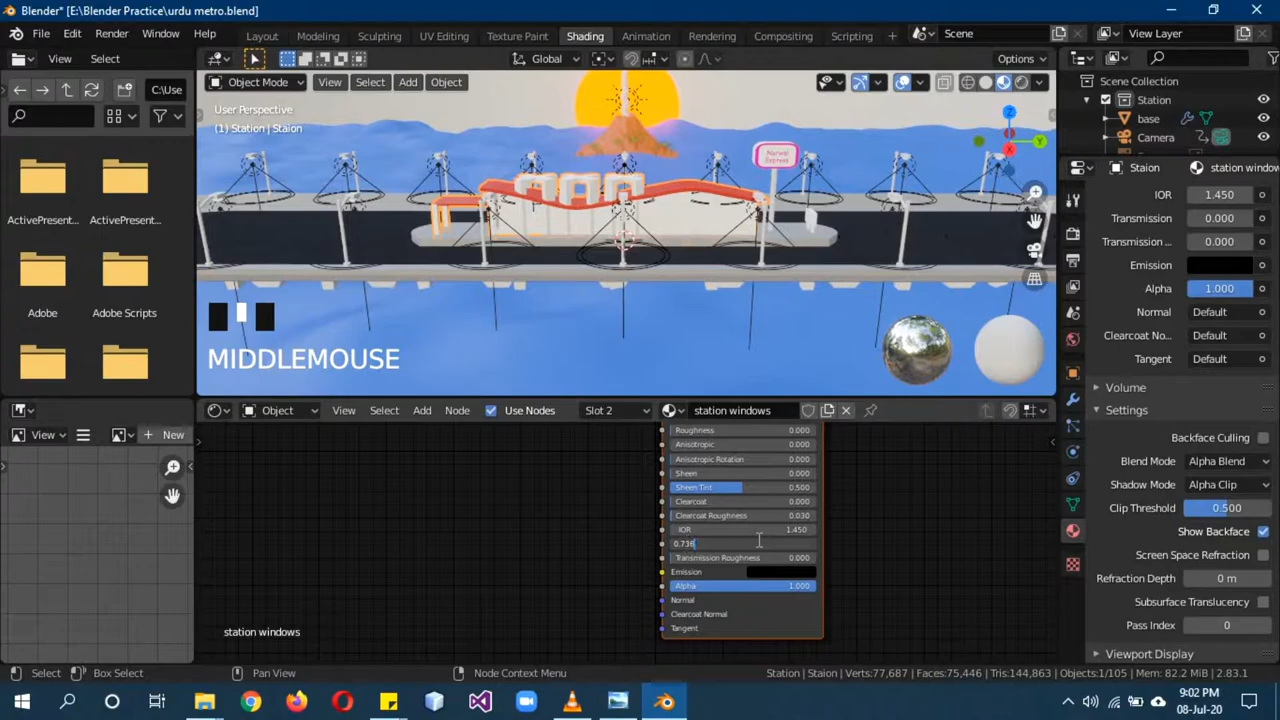 Blender* [E:\Blender Practice\urdu metro.blend]
File Edit Render Window Help
Layout Modeling Sculpting UV Editing Texture Paint Shading Animation Rendering Compositing Scripting + Scene View Layer
View Select Global Options
Object Mode View Select Add Object
C:\Use
User Perspective
(1) Station | Staion
Scene Collection
Station
base
Camera
Staion station window
ActivePresent...
ActivePresent...
Adobe
Adobe Scripts
MIDDLEMOUSE
IOR 1.450
Transmission 0.000
Transmission ... 0.000
Emission
Alpha 1.000
Normal Default
Clearcoat No... Default
Tangent Default
Volume
Settings
Backface Culling
Blend Mode Alpha Blend
Shadow Mode Alpha Clip
Clip Threshold 0.500
Show Backface
Screen Space Refraction
Refraction Depth 0 m
Subsurface Translucency
Pass Index 0
Viewport Display
View New
Object View Select Add Node Use Nodes Slot 2 station windows
Roughness 0.000
Anisotropic 0.000
Anisotropic Rotation 0.000
Sheen 0.000
Sheen Tint 0.500
Clearcoat 0.000
Clearcoat Roughness 0.030
IOR 1.450
0.736
Transmission Roughness 0.000
Emission
Alpha 1.000
Normal
Clearcoat Normal
Tangent
station windows
Select Box Select Pan View Node Context Menu
Station | Staion | Verts:77,687 | Faces:75,446 | Tris:144,863 | Objects:1/105 | Mem: 82.2 MiB | 2.83.1
9:02 PM
08-Jul-20